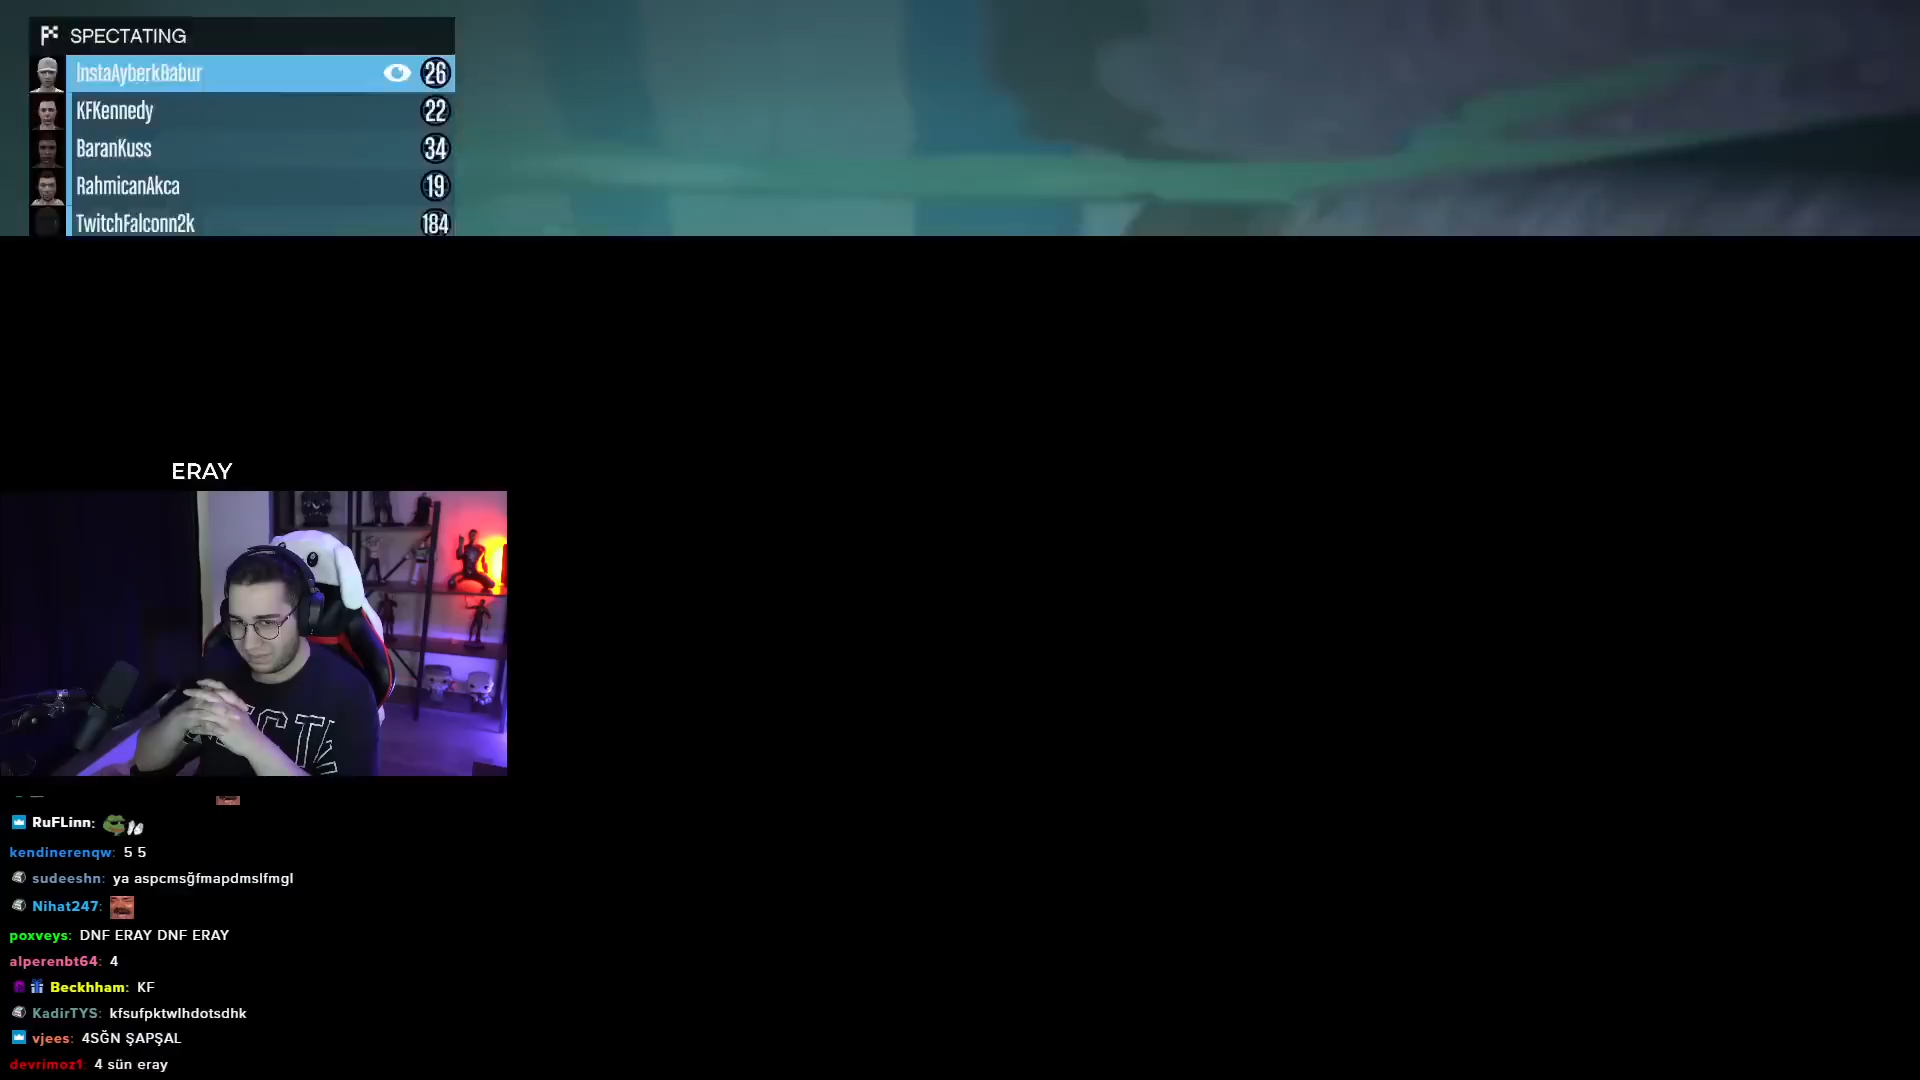 SPECTATING
InstaAyberkBabur 26
KFKennedy 22
BaranKuss 34
RahmicanAkca 19
TwitchFalconn2k 184
ERAY
RuFLinn:
kendinerenqw: 5 5
sudeeshn: ya aspcmsğfmapdmslfmgl
Nihat247:
poxveys: DNF ERAY DNF ERAY
alperenbt64: 4
Beckhham: KF
KadirTYS: kfsufpktwlhdotsdhk
vjees: 4SĞN ŞAPŞAL
devrimoz1: 4 sün eray